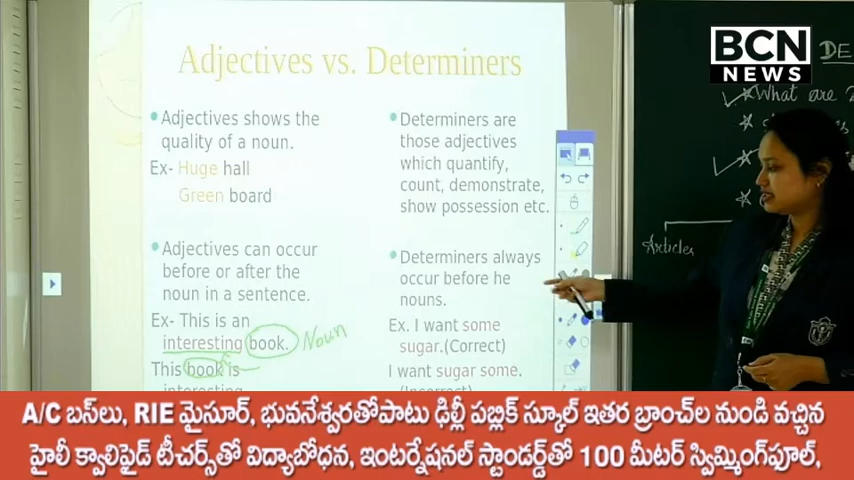 Adjectives vs. Determiners
Adjectives shows the
quality of a noun.
Ex- Huge hall
Green board
Adjectives can occur
before or after the
noun in a sentence.
Ex- This is an
interesting book. Noun
This book is
interesting
Determiners are
those adjectives
which quantify,
count, demonstrate,
show possession etc.
Determiners always
occur before he
nouns.
Ex. I want some
sugar.(Correct)
I want sugar some.
(Incorrect)
BCN
NEWS
DE
What are
Articles
A/C బస్‌లు, RIE మైసూర్, భువనేశ్వరతోపాటు ఢిల్లీ పబ్లిక్ స్కూల్ ఇతర బ్రాంచ్‌ల నుండి వచ్చిన
హైలీ క్వాలిఫైడ్ టీచర్స్‌తో విద్యాబోధన, ఇంటర్నేషనల్ స్టాండర్డ్‌తో 100 మీటర్ స్విమ్మింగ్‌పూల్,